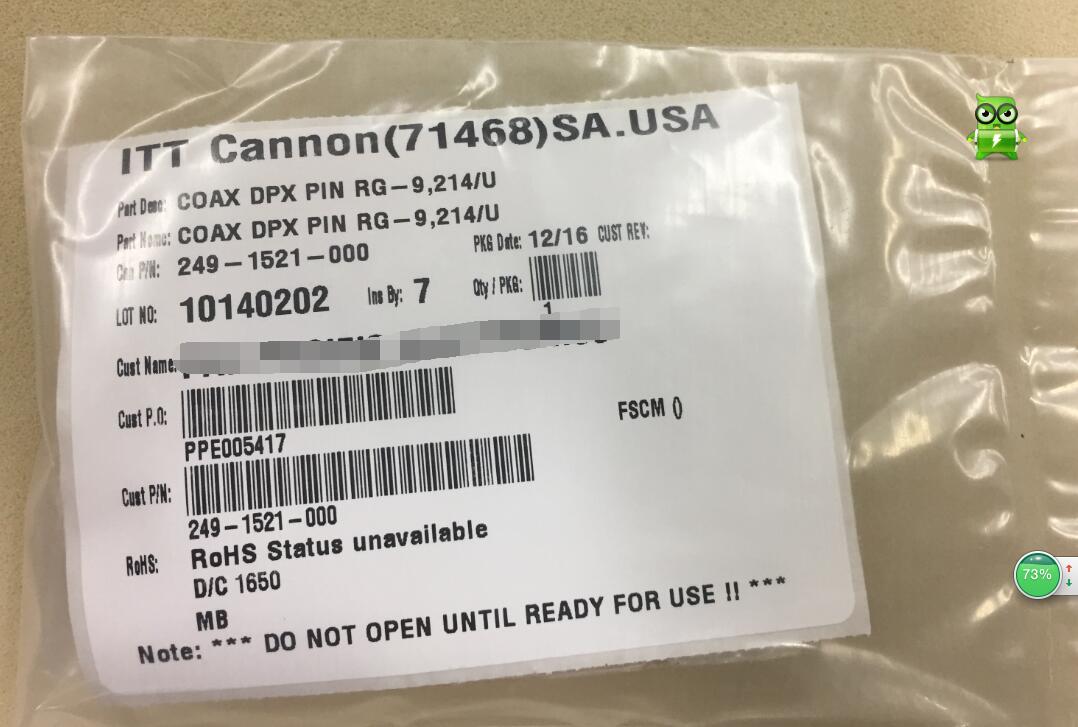 ITT Cannon(71468)SA.USA
Part Desc: COAX DPX PIN RG-9,214/U
Part Name: COAX DPX PIN RG-9,214/U
Cnn P/N: 249-1521-000 PKG Date: 12/16 CUST REV:
LOT NO: 10140202 Ins By: 7 Qty / PKG:
1
Cust Name:
Cust P.O:
PPE005417
FSCM ()
Cust P/N:
249-1521-000
RoHS: RoHS Status unavailable
D/C 1650
MB
Note: *** DO NOT OPEN UNTIL READY FOR USE !! ***
73%